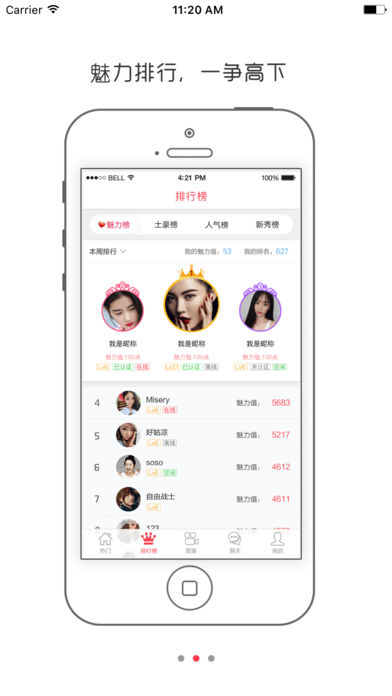 Carrier 11:20 AM
魅力排行，一争高下
●●●○○ BELL 4:21 PM 100%
排行榜
魅力榜 土豪榜 人气榜 新秀榜
本周排行 我的魅力值：53 我的排名：627
我是昵称 我是昵称 我是昵称
魅力值:100点 魅力值:100点 魅力值:100点
Lv6 已认证 在线 Lv21 已认证 离线 Lv6 未认证 空闲
4 Misery 魅力值： 5683
Lv6 在线
5 好姑凉 魅力值： 5217
Lv6 离线
6 soso 魅力值： 4612
Lv6 空闲
7 自由战士 魅力值： 4611
Lv6
8 123
热门 排行榜 直播 聊天 我的